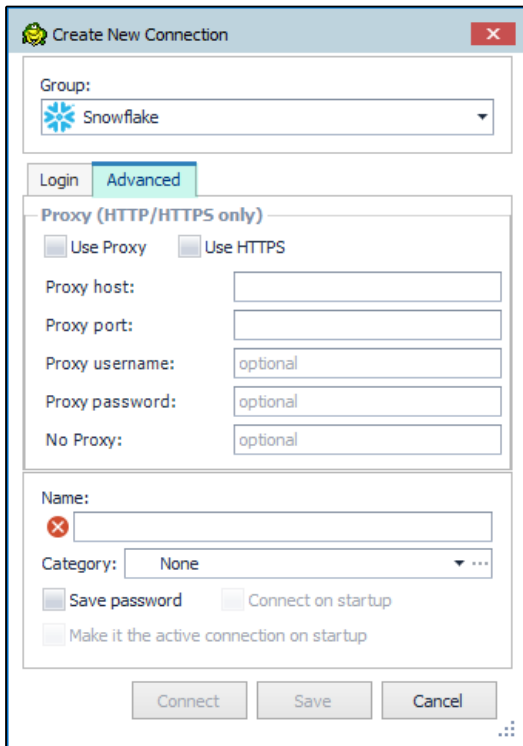 Create New Connection
Group:
Snowflake
Login Advanced
Proxy (HTTP/HTTPS only)
Use Proxy Use HTTPS
Proxy host:
Proxy port:
Proxy username: optional
Proxy password: optional
No Proxy: optional
Name:
Category: None
Save password Connect on startup
Make it the active connection on startup
Connect Save Cancel